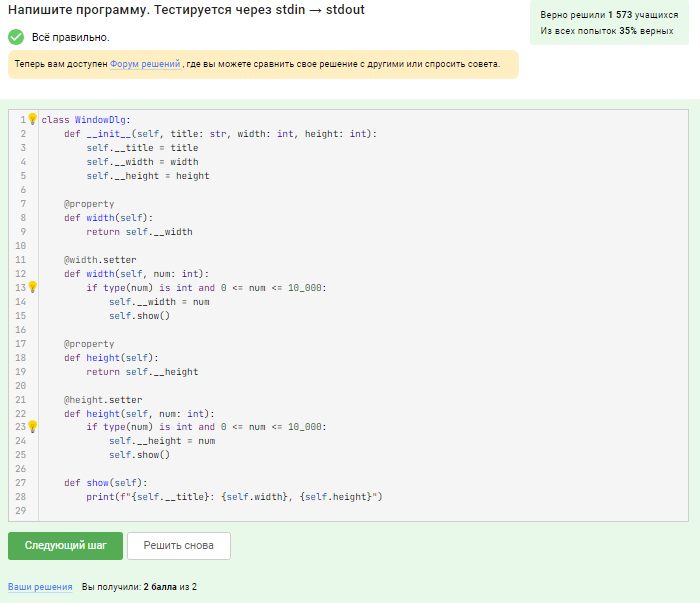 Напишите программу. Тестируется через stdin → stdout
Верно решили 1 573 учащихся
Из всех попыток 35% верных
Всё правильно.
Теперь вам доступен Форум решений, где вы можете сравнить свое решение с другими или спросить совета.
1 class WindowDlg:
2     def __init__(self, title: str, width: int, height: int):
3         self.__title = title
4         self.__width = width
5         self.__height = height
6
7     @property
8     def width(self):
9         return self.__width
10
11     @width.setter
12     def width(self, num: int):
13         if type(num) is int and 0 <= num <= 10_000:
14             self.__width = num
15             self.show()
16
17     @property
18     def height(self):
19         return self.__height
20
21     @height.setter
22     def height(self, num: int):
23         if type(num) is int and 0 <= num <= 10_000:
24             self.__height = num
25             self.show()
26
27     def show(self):
28         print(f"{self.__title}: {self.width}, {self.height}")
29
Следующий шаг
Решить снова
Ваши решения Вы получили: 2 балла из 2